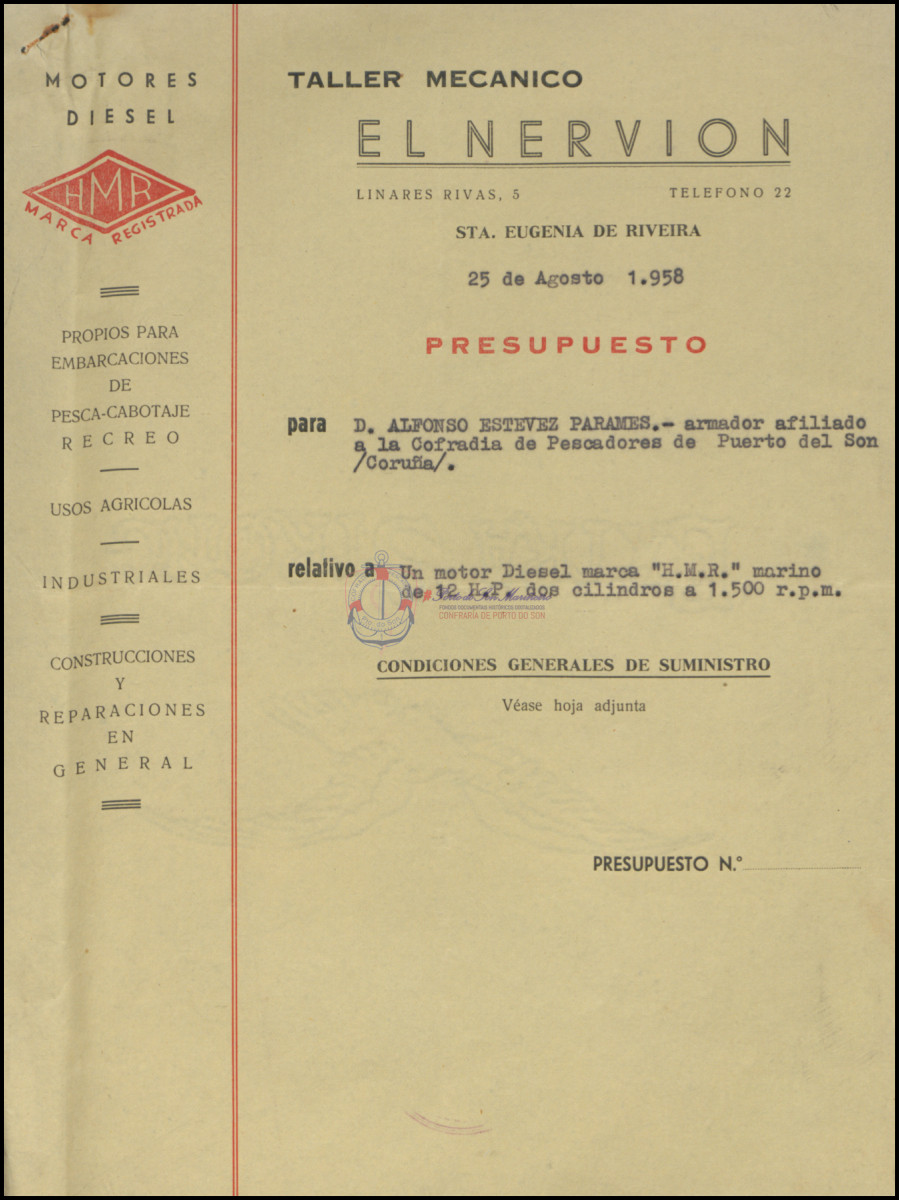 MOTORES
DIESEL
HMR
MARCA REGISTRADA
PROPIOS PARA
EMBARCACIONES
DE
PESCA-CABOTAJE
RECREO
USOS AGRICOLAS
INDUSTRIALES
CONSTRUCCIONES
Y
REPARACIONES
EN
GENERAL
TALLER MECANICO
EL NERVION
LINARES RIVAS, 5 TELEFONO 22
STA. EUGENIA DE RIVEIRA
25 de Agosto 1.958
PRESUPUESTO
para D. ALFONSO ESTEVEZ PARAMES.- armador afiliado
a la Cofradia de Pescadores de Puerto del Son
/Coruña/.
relativo a Un motor Diesel marca "H.M.R." marino
de 12 H.P. dos cilindros a 1.500 r.p.m.
FONDOS DOCUMENTAIS HISTÓRICOS DIXITALIZADOS
CONFRARÍA DE PORTO DO SON
CONDICIONES GENERALES DE SUMINISTRO
Véase hoja adjunta
PRESUPUESTO N.°